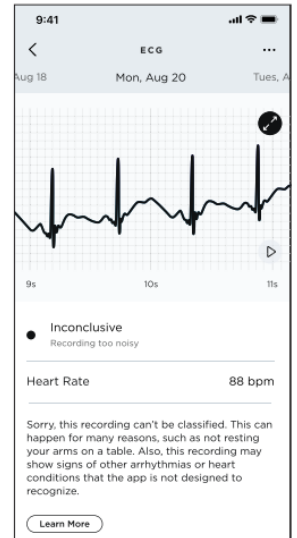 9:41
ECG
Aug 18 Mon, Aug 20 Tues, A
9s 10s 11s
Inconclusive
Recording too noisy
Heart Rate 88 bpm
Sorry, this recording can't be classified. This can
happen for many reasons, such as not resting
your arms on a table. Also, this recording may
show signs of other arrhythmias or heart
conditions that the app is not designed to
recognize.
Learn More